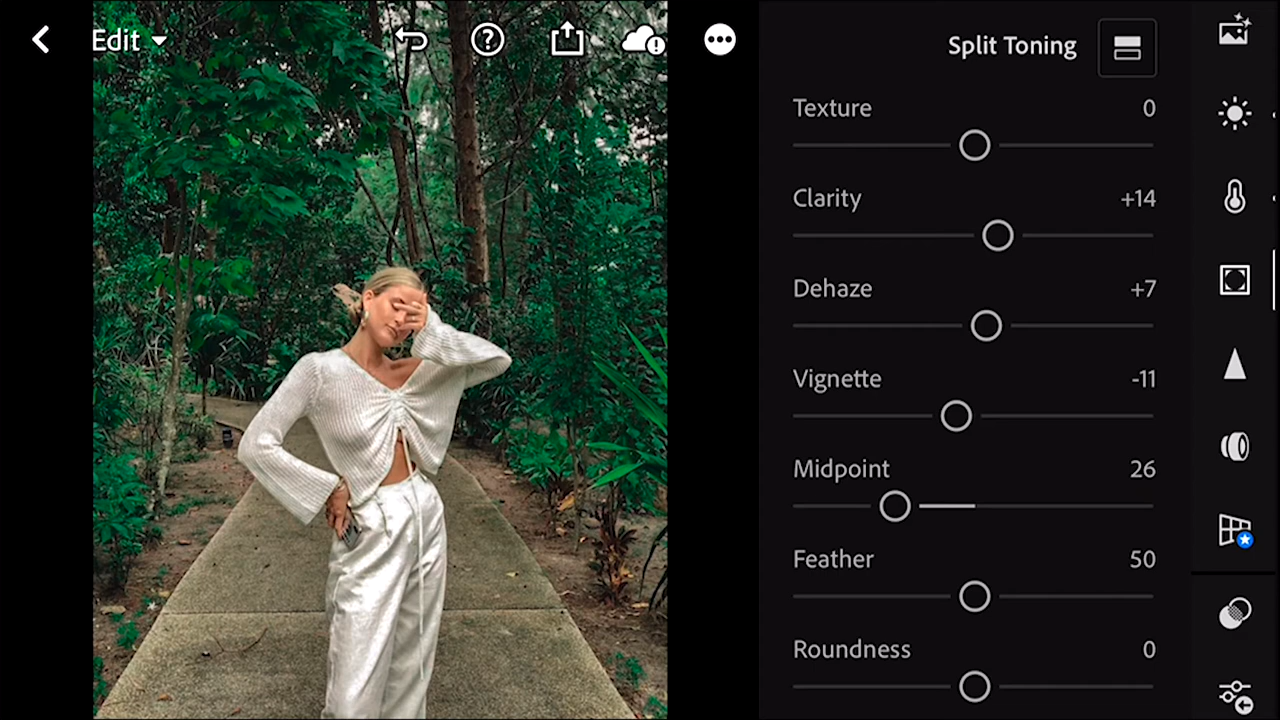 Edit
Split Toning
Texture 0
Clarity +14
Dehaze +7
Vignette -11
Midpoint 26
Feather 50
Roundness 0